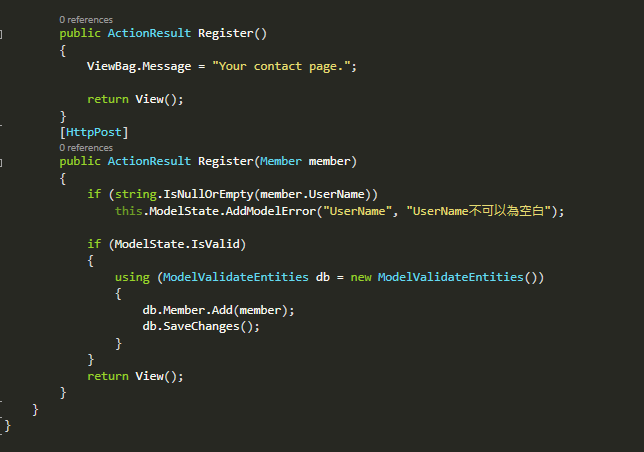 0 references
public ActionResult Register()
{
ViewBag.Message = "Your contact page.";
return View();
}
[HttpPost]
0 references
public ActionResult Register(Member member)
{
if (string.IsNullOrEmpty(member.UserName))
this.ModelState.AddModelError("UserName", "UserName不可以為空白");
if (ModelState.IsValid)
{
using (ModelValidateEntities db = new ModelValidateEntities())
{
db.Member.Add(member);
db.SaveChanges();
}
}
return View();
}
}
}